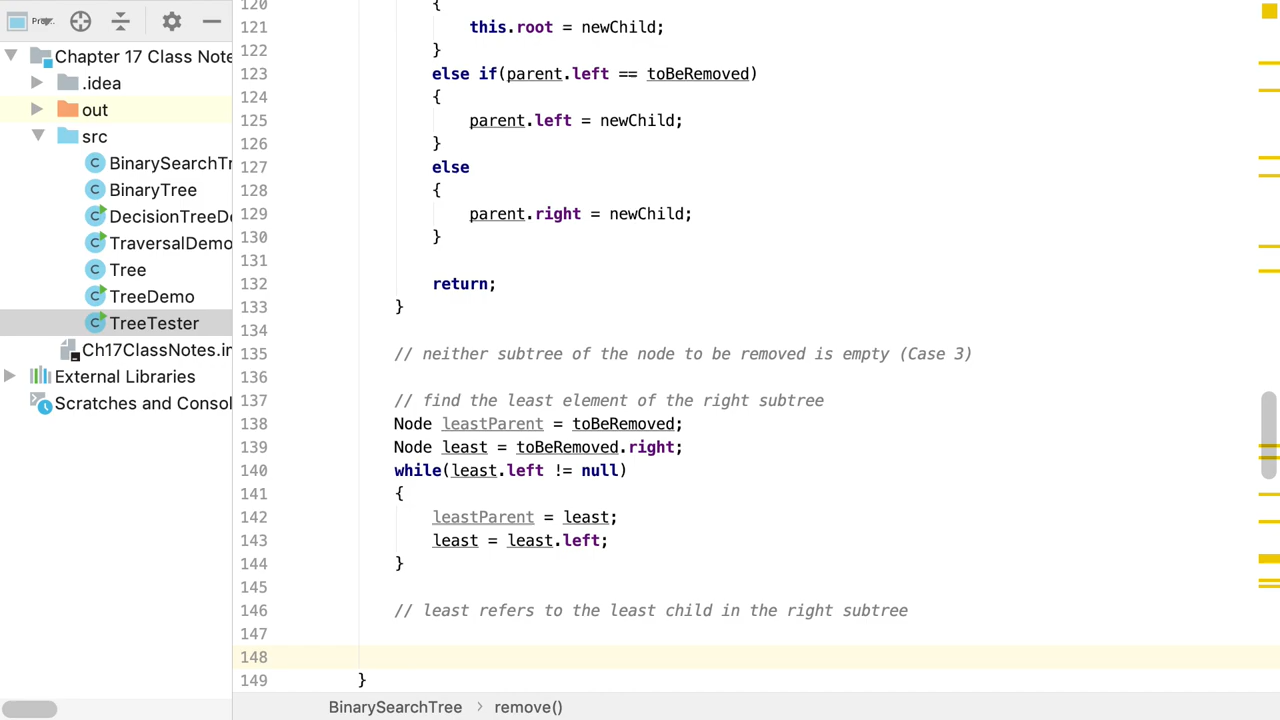 Pro...
Chapter 17 Class Note
.idea
out
src
BinarySearchTr
BinaryTree
DecisionTreeDe
TraversalDemo
Tree
TreeDemo
TreeTester
Ch17ClassNotes.im
External Libraries
Scratches and Consol
120 {
121 this.root = newChild;
122 }
123 else if(parent.left == toBeRemoved)
124 {
125 parent.left = newChild;
126 }
127 else
128 {
129 parent.right = newChild;
130 }
131
132 return;
133 }
134
135 // neither subtree of the node to be removed is empty (Case 3)
136
137 // find the least element of the right subtree
138 Node leastParent = toBeRemoved;
139 Node least = toBeRemoved.right;
140 while(least.left != null)
141 {
142 leastParent = least;
143 least = least.left;
144 }
145
146 // least refers to the least child in the right subtree
147
148
149 }
BinarySearchTree > remove()